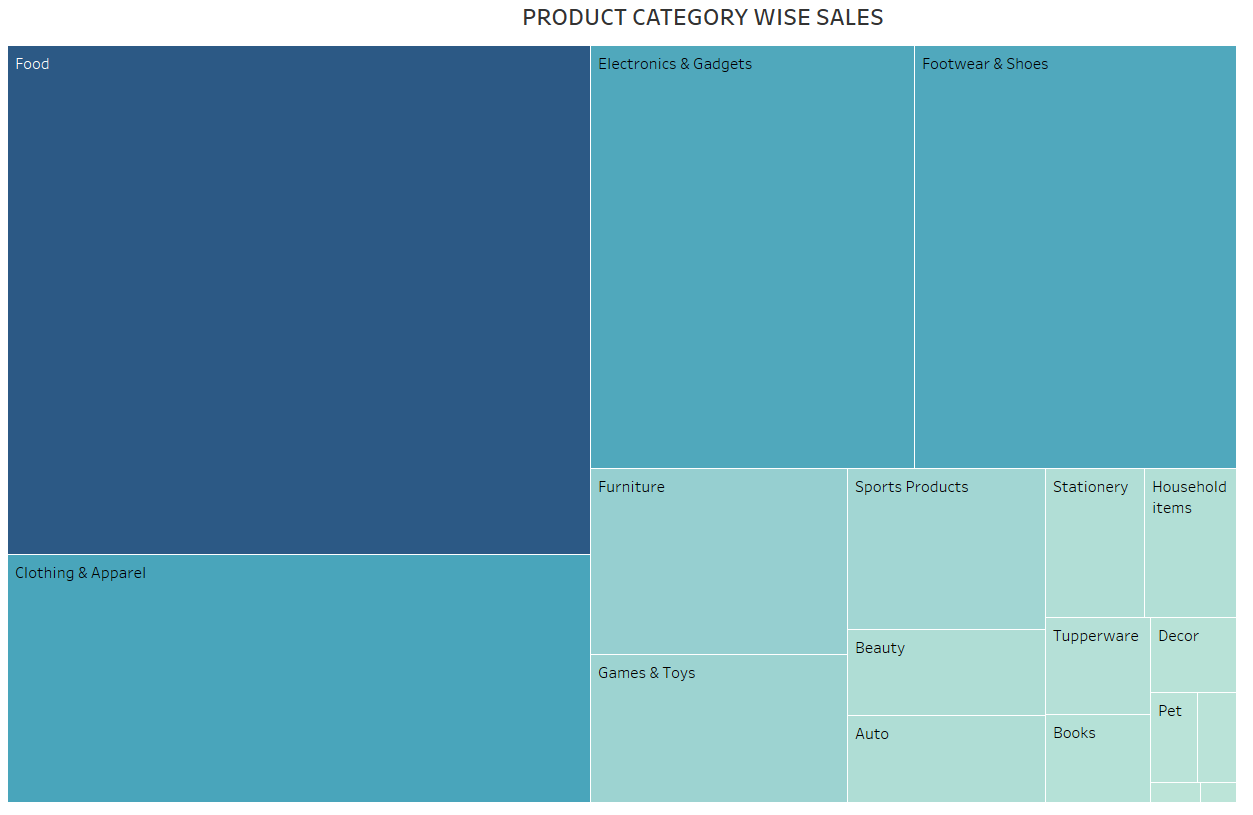 PRODUCT CATEGORY WISE SALES
Food
Electronics & Gadgets
Footwear & Shoes
Clothing & Apparel
Furniture
Games & Toys
Sports Products
Beauty
Auto
Stationery
Household
items
Tupperware
Decor
Books
Pet